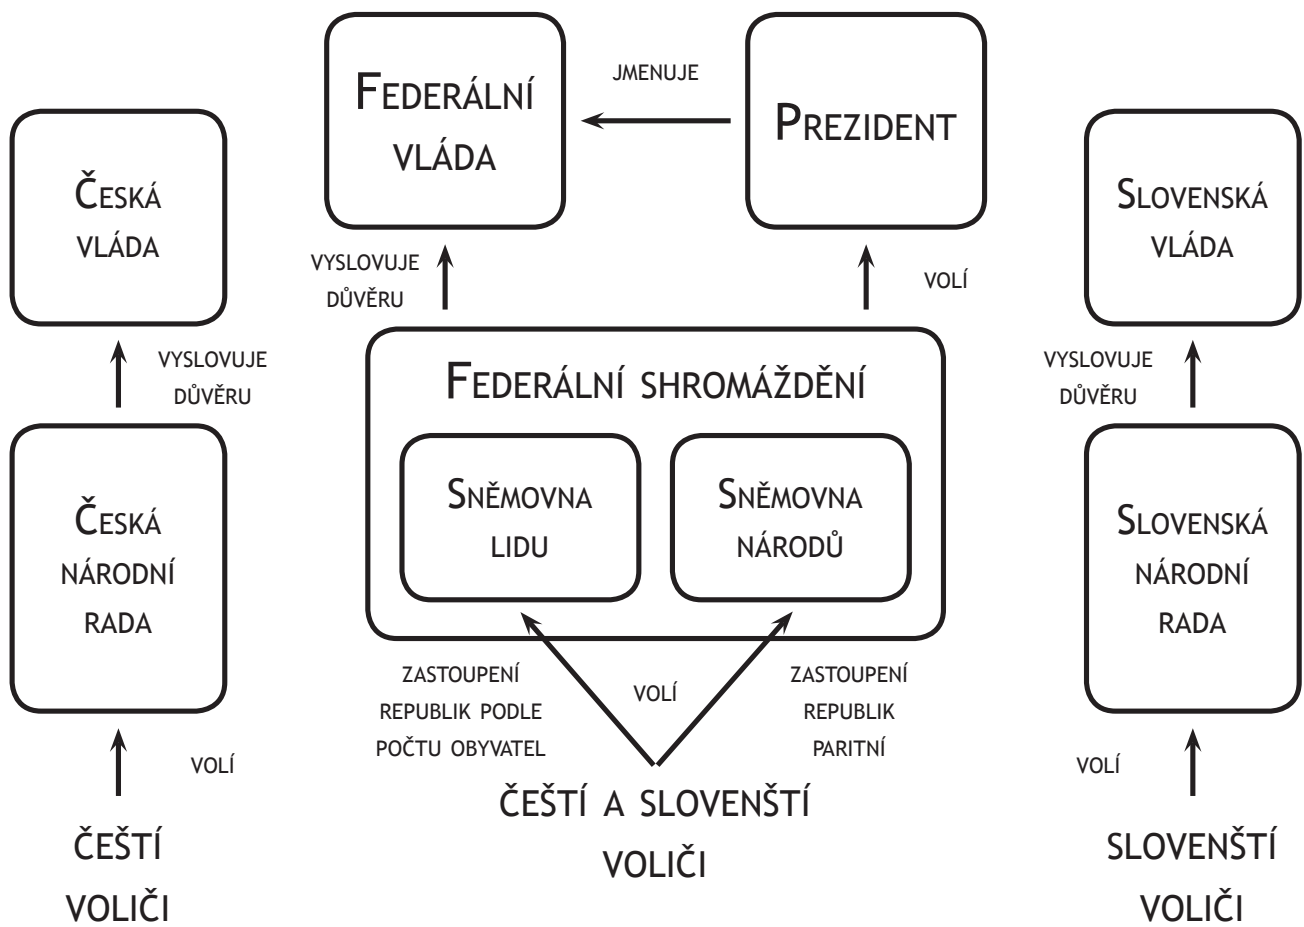 Federální
vláda
jmenuje
Prezident
Česká
vláda
Slovenská
vláda
vyslovuje
důvěru
volí
vyslovuje
důvěru
vyslovuje
důvěru
Federální shromáždění
Sněmovna
lidu
Sněmovna
národů
Česká
národní
rada
Slovenská
národní
rada
zastoupení
republik podle
počtu obyvatel
volí
zastoupení
republik
paritní
volí
volí
čeští a slovenští
voliči
čeští
voliči
slovenští
voliči